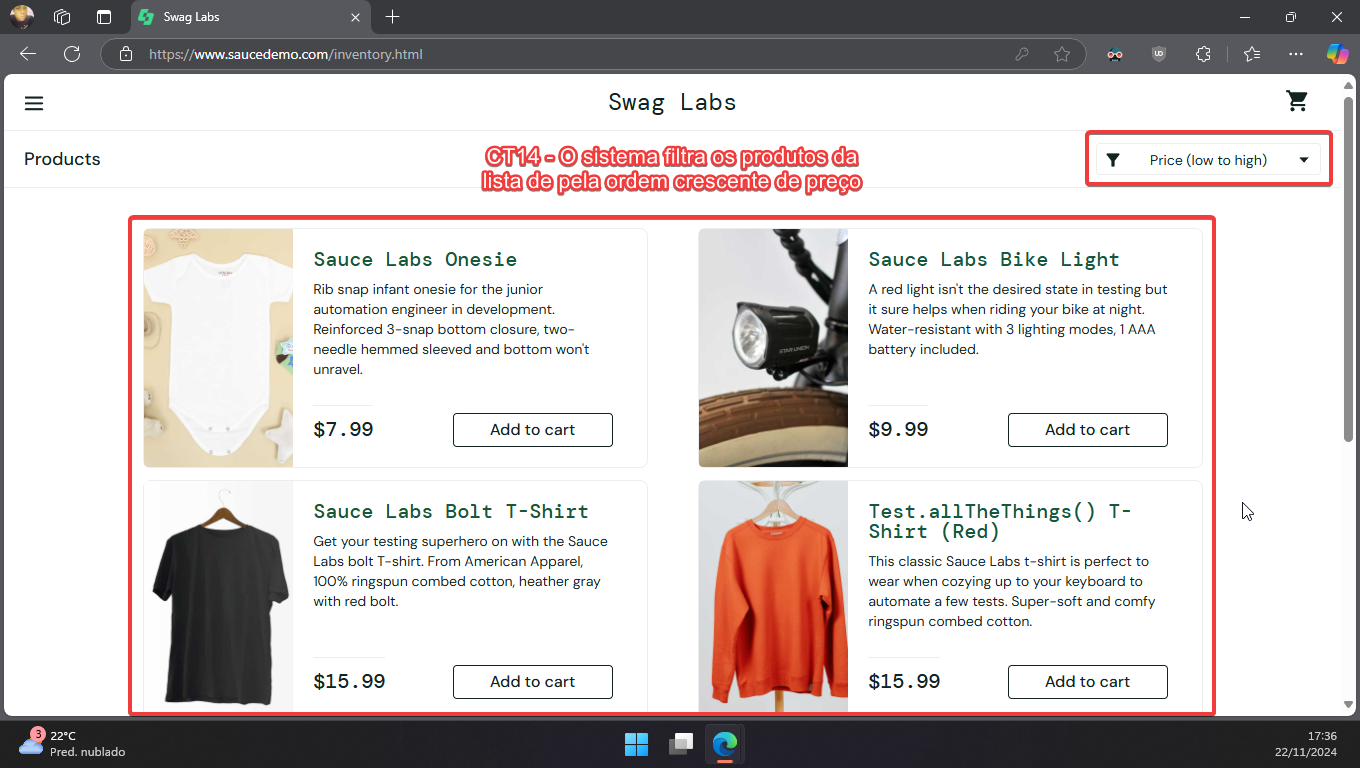 Swag Labs
https://www.saucedemo.com/inventory.html
Swag Labs
Products
CT14 - O sistema filtra os produtos da
lista de pela ordem crescente de preço
Price (low to high)
Sauce Labs Onesie
Rib snap infant onesie for the junior
automation engineer in development.
Reinforced 3-snap bottom closure, two-
needle hemmed sleeved and bottom won't
unravel.
$7.99
Add to cart
Sauce Labs Bike Light
A red light isn't the desired state in testing but
it sure helps when riding your bike at night.
Water-resistant with 3 lighting modes, 1 AAA
battery included.
STAR UNION
$9.99
Add to cart
Sauce Labs Bolt T-Shirt
Get your testing superhero on with the Sauce
Labs bolt T-shirt. From American Apparel,
100% ringspun combed cotton, heather gray
with red bolt.
$15.99
Add to cart
Test.allTheThings() T-
Shirt (Red)
This classic Sauce Labs t-shirt is perfect to
wear when cozying up to your keyboard to
automate a few tests. Super-soft and comfy
ringspun combed cotton.
$15.99
Add to cart
3
22°C
Pred. nublado
17:36
22/11/2024